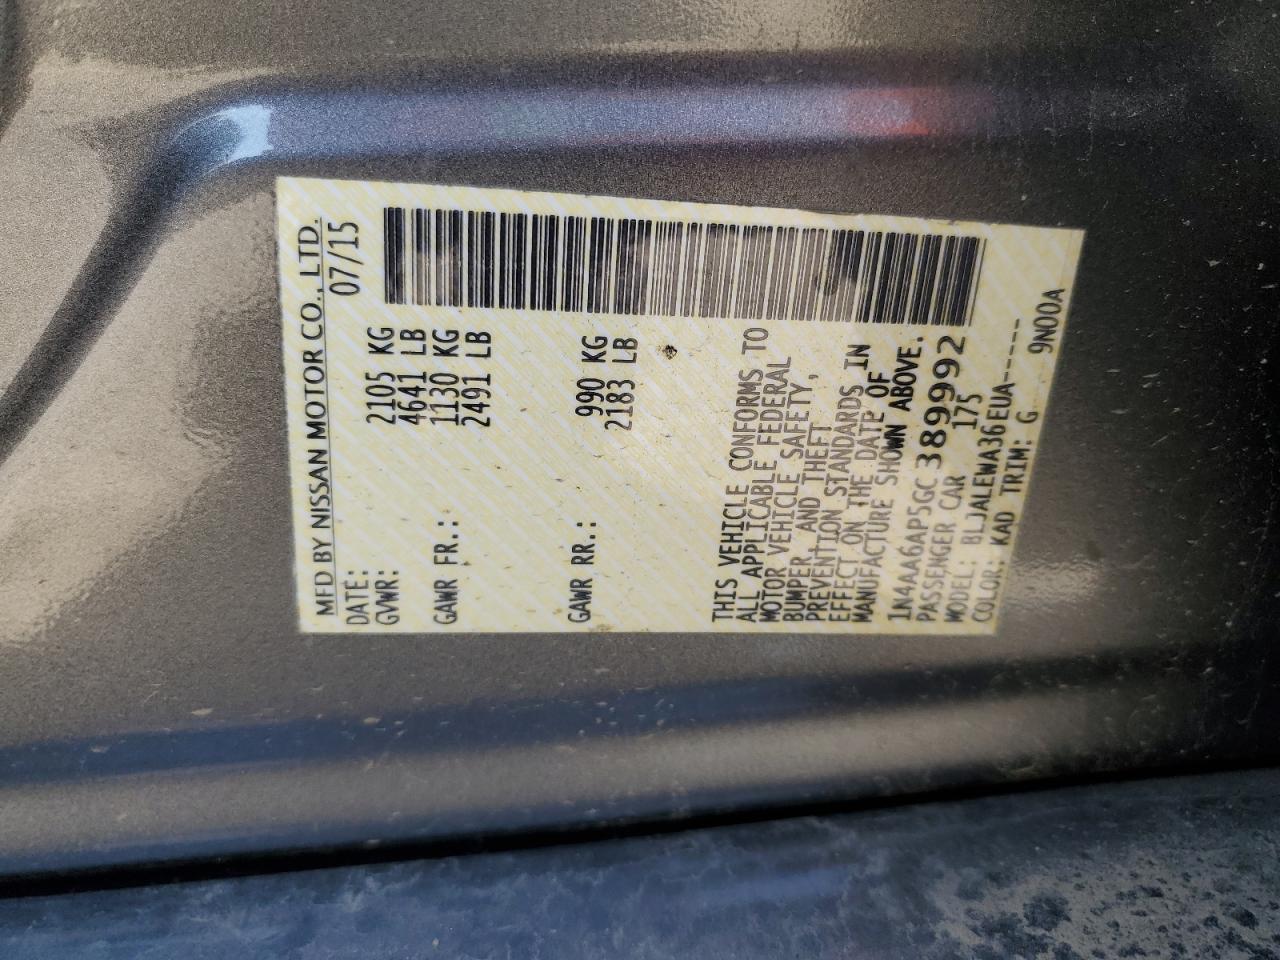 MFD BY NISSAN MOTOR CO., LTD.
DATE: 07/15
GVWR: 2105 KG
4641 LB
GAWR FR.: 1130 KG
2491 LB
GAWR RR.: 990 KG
2183 LB
THIS VEHICLE CONFORMS TO
ALL APPLICABLE FEDERAL
MOTOR VEHICLE SAFETY,
BUMPER, AND THEFT
PREVENTION STANDARDS IN
EFFECT ON THE DATE OF
MANUFACTURE SHOWN ABOVE.
1N4AA6AP5GC389992
PASSENGER CAR 175
MODEL: BLJALEWA36EUA-----
COLOR: KAD TRIM: G 9N00A